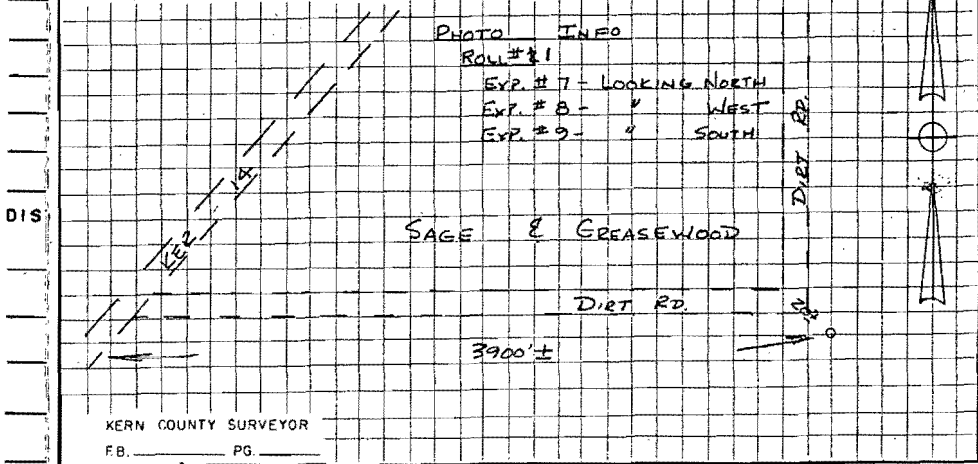 PHOTO INFO
ROLL #1
EXP. #7 - LOOKING NORTH
EXP. #8 - " WEST
EXP. #9 - " SOUTH
DIRT RD.
14
KER
DIS
SAGE & GREASEWOOD
DIRT RD.
3900'±
KERN COUNTY SURVEYOR
F.B. PG.